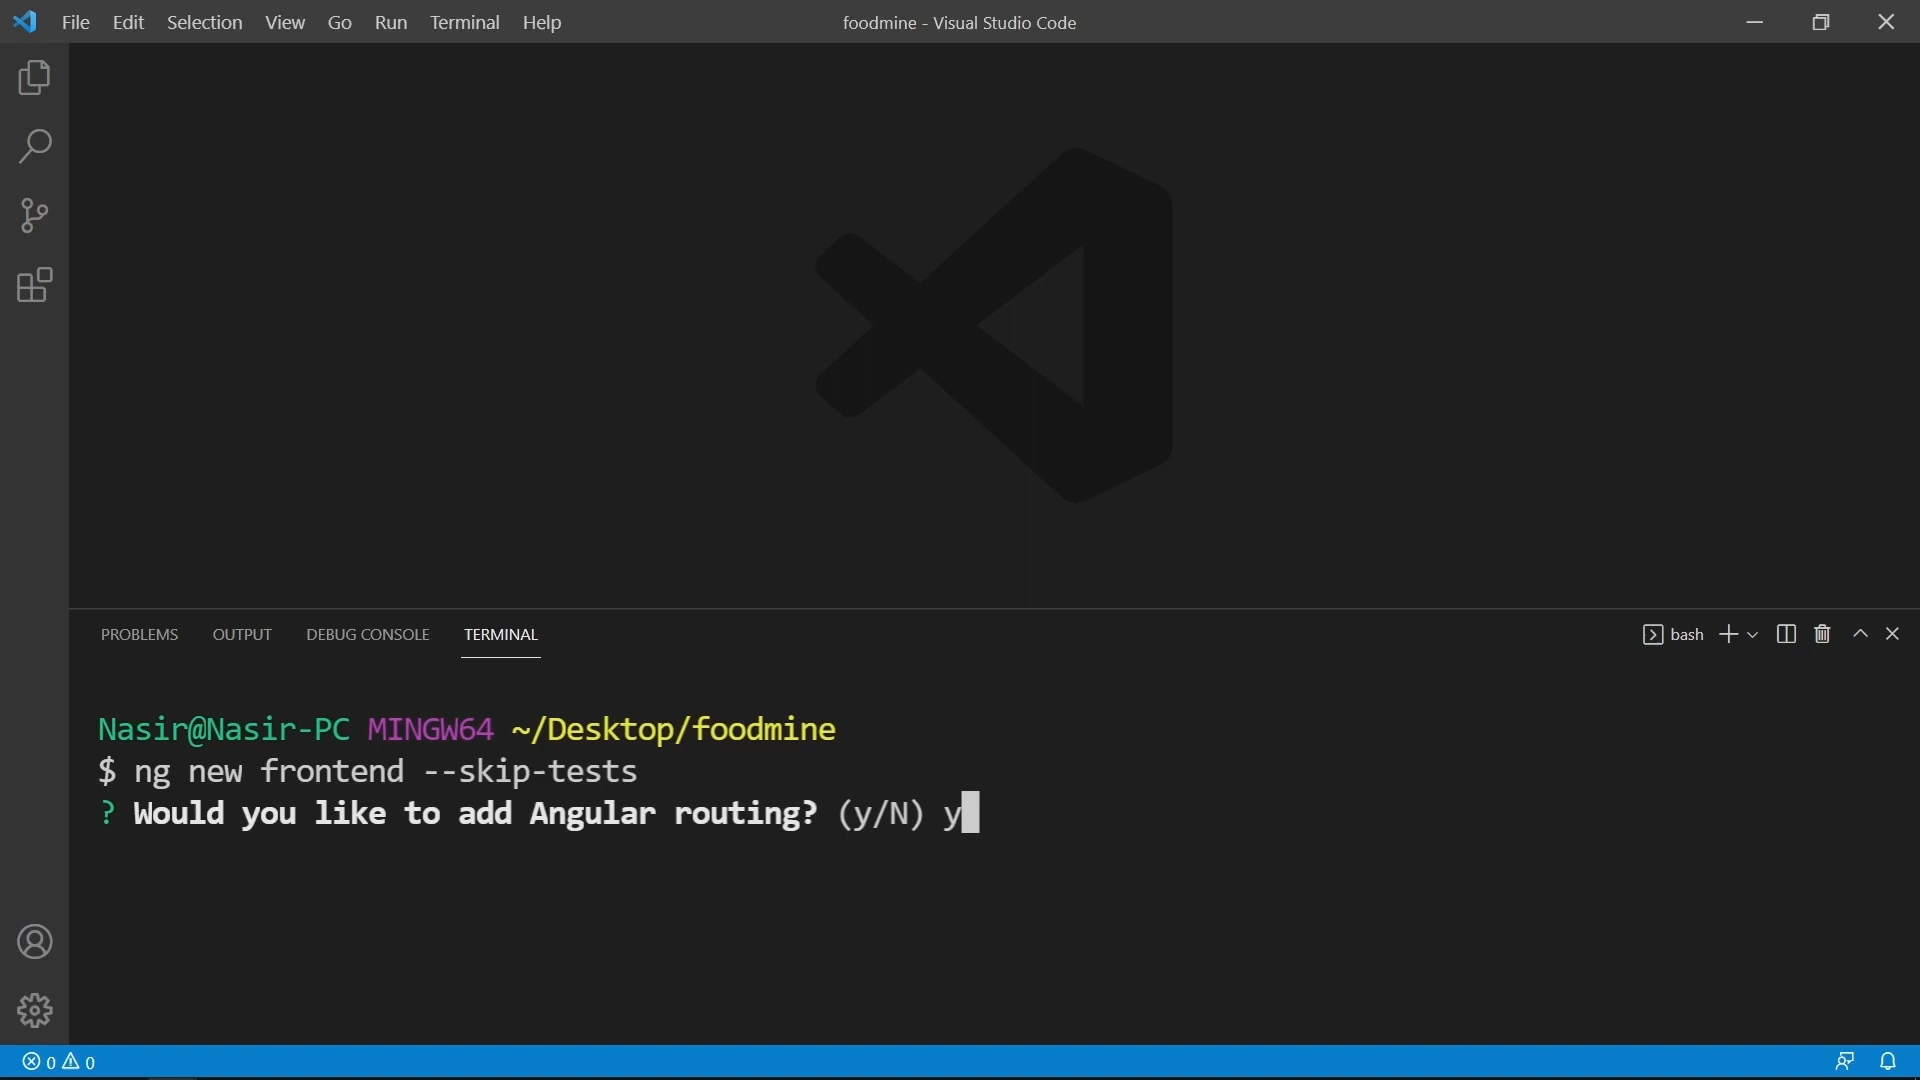 File Edit Selection View Go Run Terminal Help foodmine - Visual Studio Code
PROBLEMS OUTPUT DEBUG CONSOLE TERMINAL bash
Nasir@Nasir-PC MINGW64 ~/Desktop/foodmine
$ ng new frontend --skip-tests
? Would you like to add Angular routing? (y/N) y
0 0